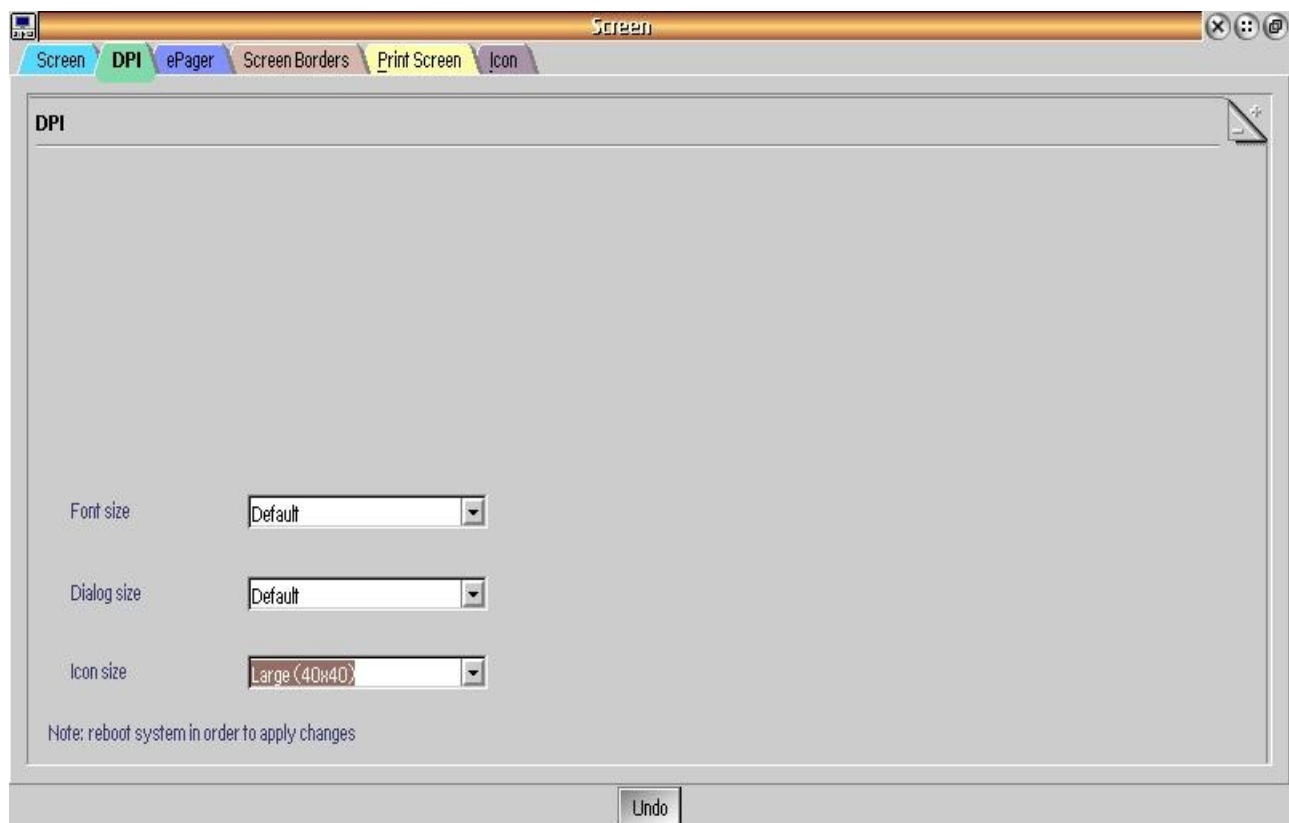 Screen
Screen DPI ePager Screen Borders Print Screen Icon
DPI
Font size Default
Dialog size Default
Icon size Large (40x40)
Note: reboot system in order to apply changes
Undo